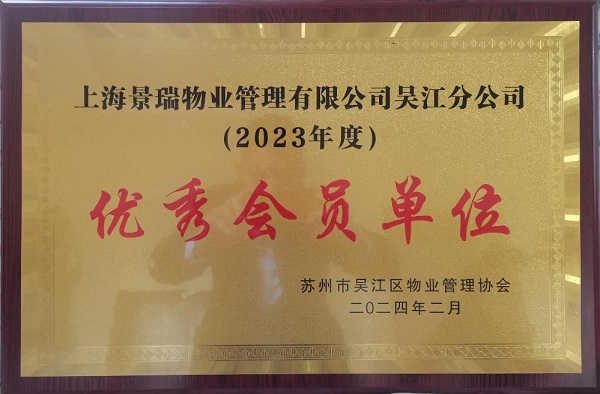 上海景瑞物业管理有限公司吴江分公司
(2023年度)
优秀会员单位
苏州市吴江区物业管理协会
二〇二四年二月